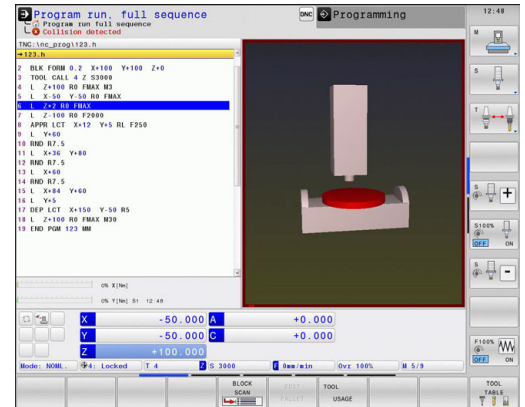 Program run, full sequence
DNC
Programming
12:48
Program run full sequence
Collision detected
TNC:\nc_prog\123.h
→123.h
2 BLK FORM 0.2 X+100 Y+100 Z+0
3 TOOL CALL 4 Z S3000
4 L Z+100 R0 FMAX M3
5 L X-50 Y-50 R0 FMAX
6 L Z+2 R0 FMAX
7 L Z-100 R0 F2000
8 APPR LCT X+12 Y+5 RL F250
9 L Y+60
10 RND R7.5
11 L X+36 Y+80
12 RND R7.5
13 L X+60
14 RND R7.5
15 L X+84 Y+60
16 L Y+5
17 DEP LCT X+150 Y-50 R5
18 L Z+100 R0 FMAX M30
19 END PGM 123 MM
0% X[Nm]
0% Y[Nm] S1 12:48
X -50.000 A +0.000
Y -50.000 C +0.000
Z +100.000
Mode: NOML.
4: Locked
T 4
Z S 3000
F 0mm/min
Ovr 100%
M 5/9
M
S
T
S
S100%
OFF ON
S
F100%
OFF ON
BLOCK
SCAN
EDIT
PALLET
TOOL
USAGE
TOOL
TABLE